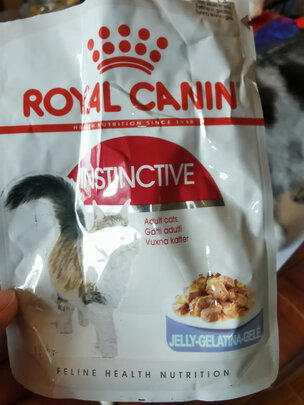 ROYAL CANIN
HEALTH NUTRITION SINCE 1968
INSTINCTIVE
Adult cats
Gatti adulti
Vuxna katter
JELLY-GELATINA-GELÉ
FELINE HEALTH NUTRITION